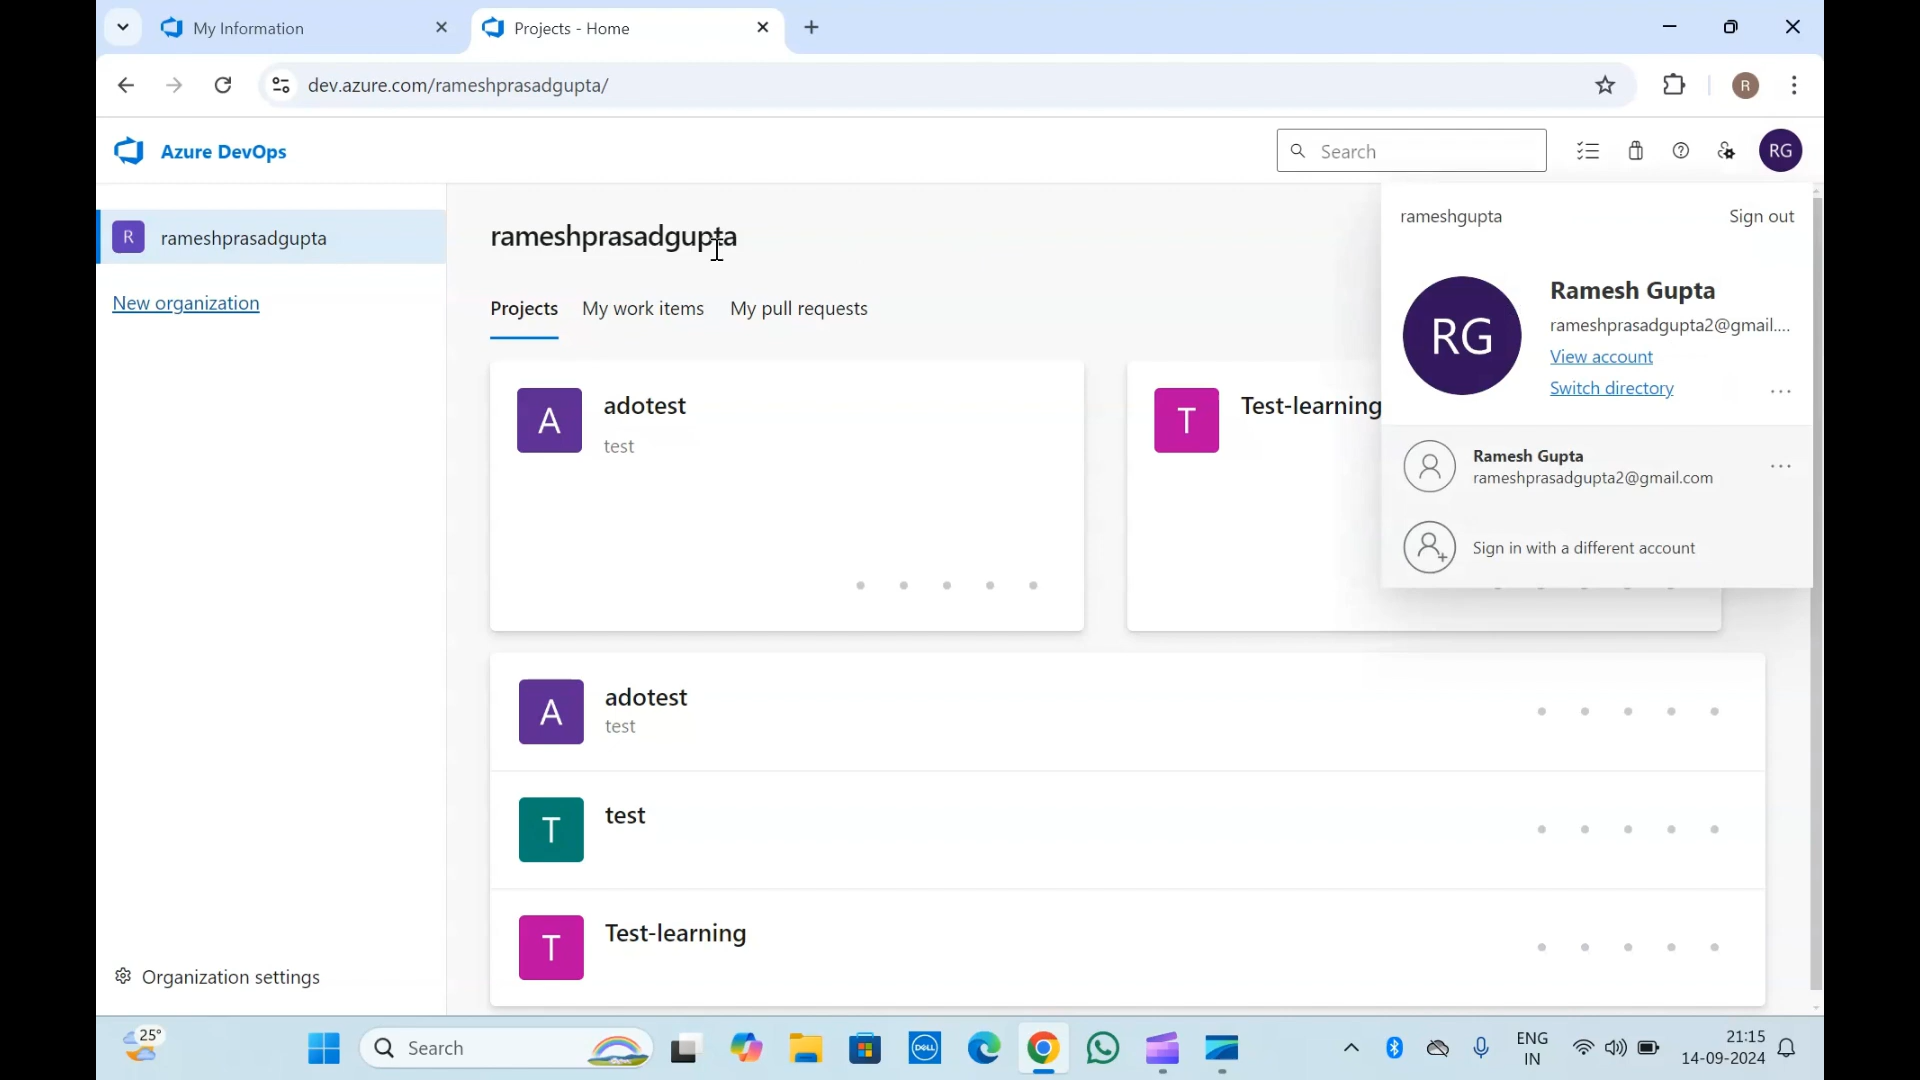 My Information
Projects - Home
dev.azure.com/rameshprasadgupta/
R
Azure DevOps
Search
RG
R
rameshprasadgupta
New organization
Organization settings
rameshprasadgupta
Projects
My work items
My pull requests
A
adotest
test
T
Test-learning
A
adotest
test
T
test
T
Test-learning
rameshgupta
Sign out
RG
Ramesh Gupta
rameshprasadgupta2@gmail....
View account
Switch directory
Ramesh Gupta
rameshprasadgupta2@gmail.com
Sign in with a different account
25°
Search
DELL
ENG
IN
21:15
14-09-2024